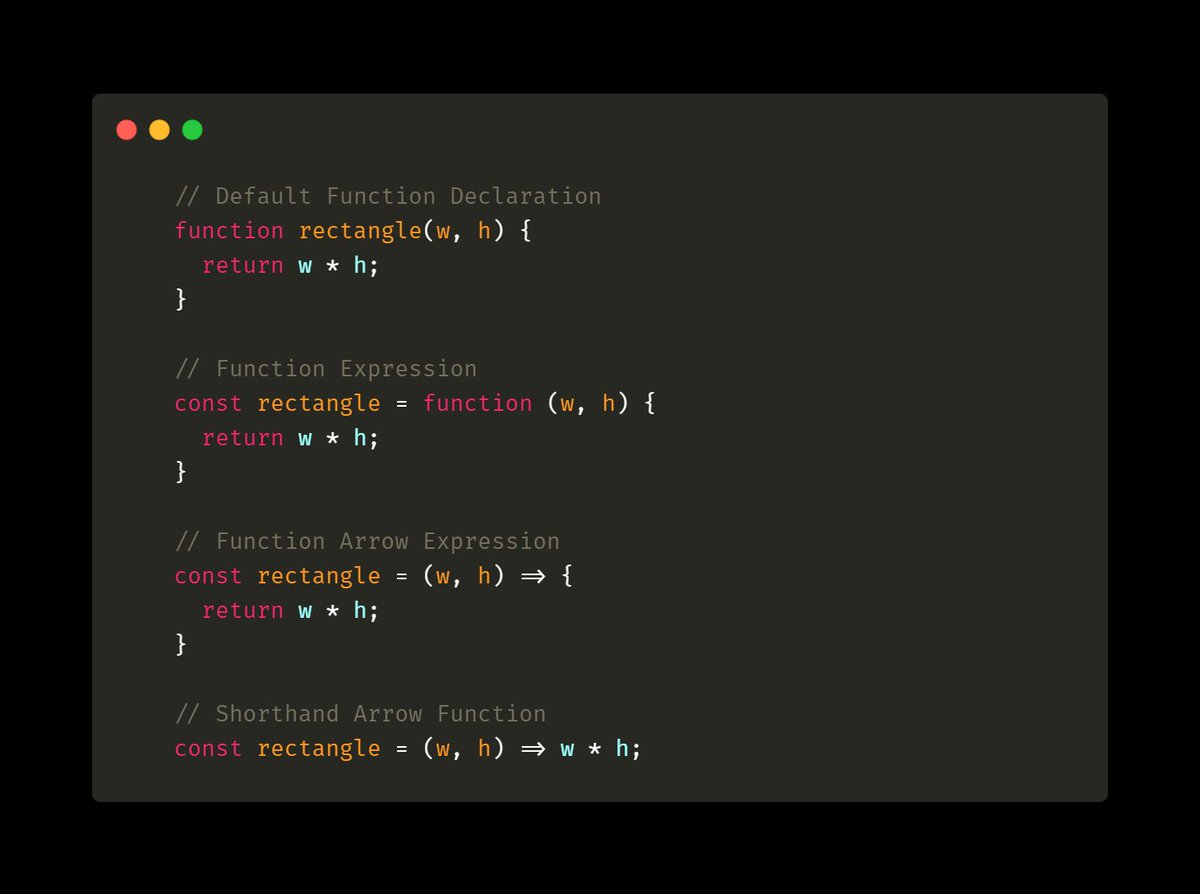 // Default Function Declaration
function rectangle(w, h) {
  return w * h;
}

// Function Expression
const rectangle = function (w, h) {
  return w * h;
}

// Function Arrow Expression
const rectangle = (w, h) => {
  return w * h;
}

// Shorthand Arrow Function
const rectangle = (w, h) => w * h;